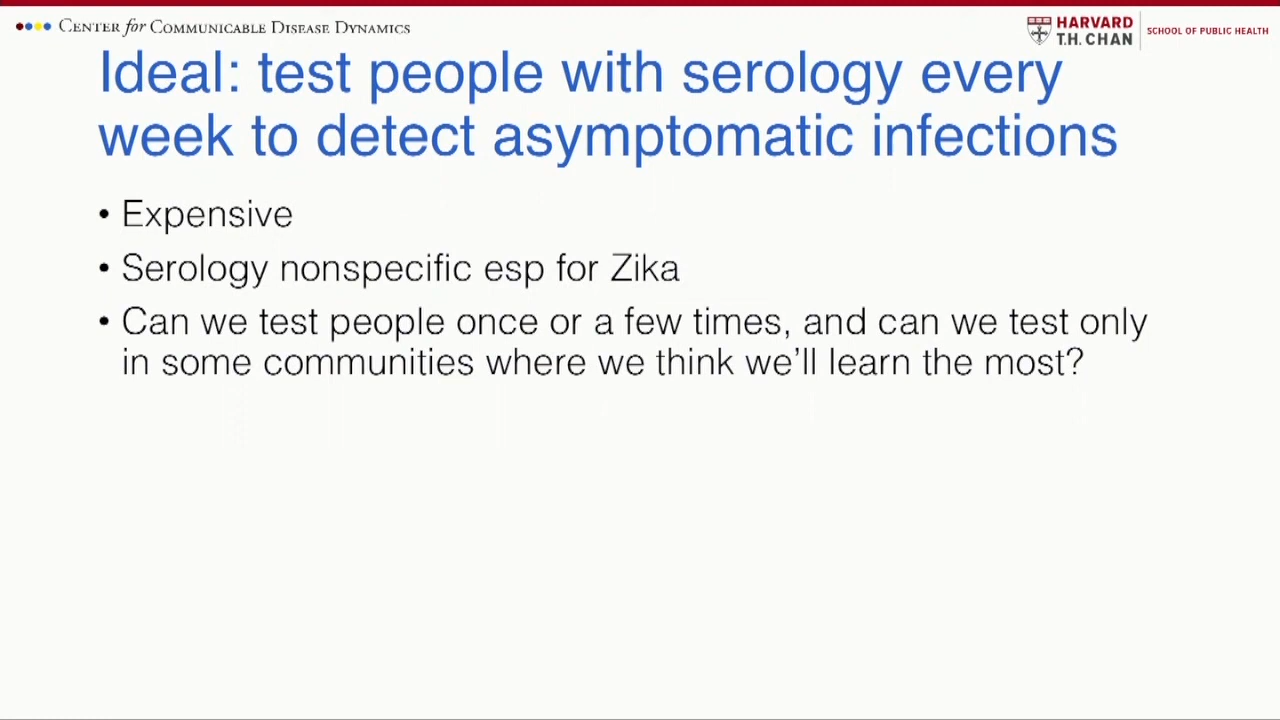 CENTER for COMMUNICABLE DISEASE DYNAMICS
HARVARD
T.H. CHAN
SCHOOL OF PUBLIC HEALTH
Ideal: test people with serology every
week to detect asymptomatic infections
• Expensive
• Serology nonspecific esp for Zika
• Can we test people once or a few times, and can we test only
in some communities where we think we’ll learn the most?